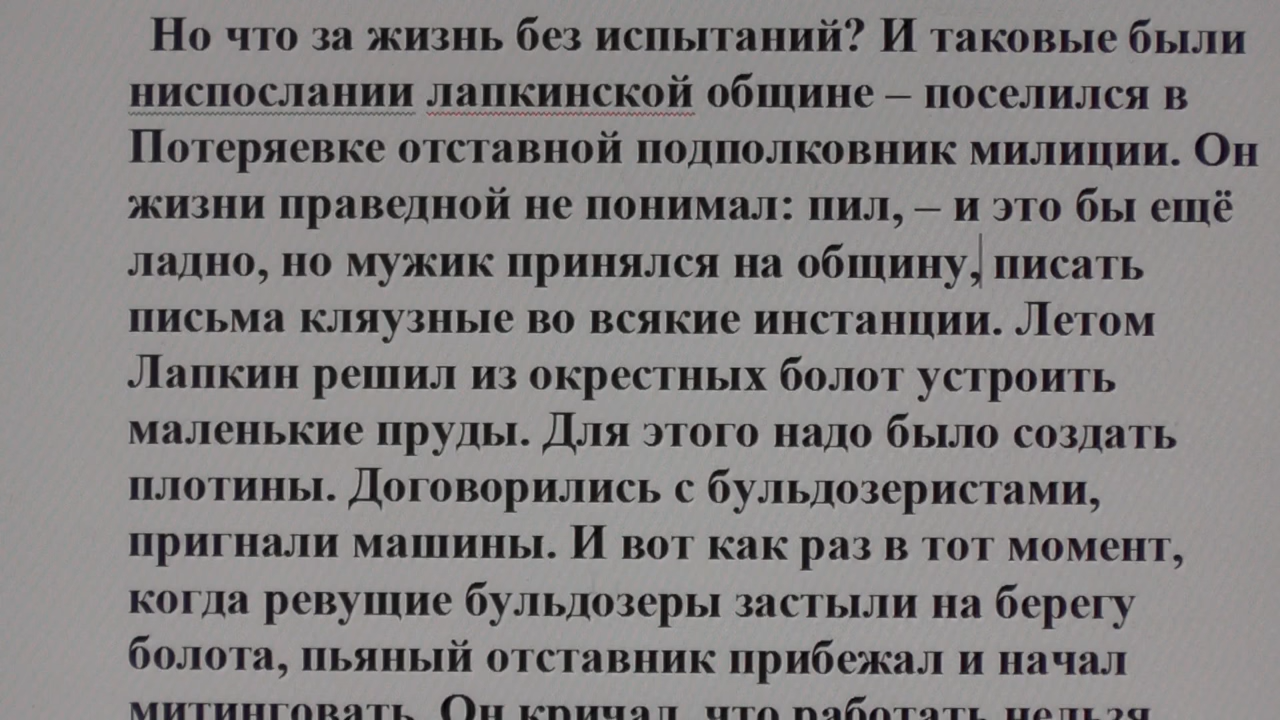 Но что за жизнь без испытаний? И таковые были
ниспослании лапкинской общине – поселился в
Потеряевке отставной подполковник милиции. Он
жизни праведной не понимал: пил, – и это бы ещё
ладно, но мужик принялся на общину, писать
письма кляузные во всякие инстанции. Летом
Лапкин решил из окрестных болот устроить
маленькие пруды. Для этого надо было создать
плотины. Договорились с бульдозеристами,
пригнали машины. И вот как раз в тот момент,
когда ревущие бульдозеры застыли на берегу
болота, пьяный отставник прибежал и начал
митинговать. Он кричал, что работать нельзя